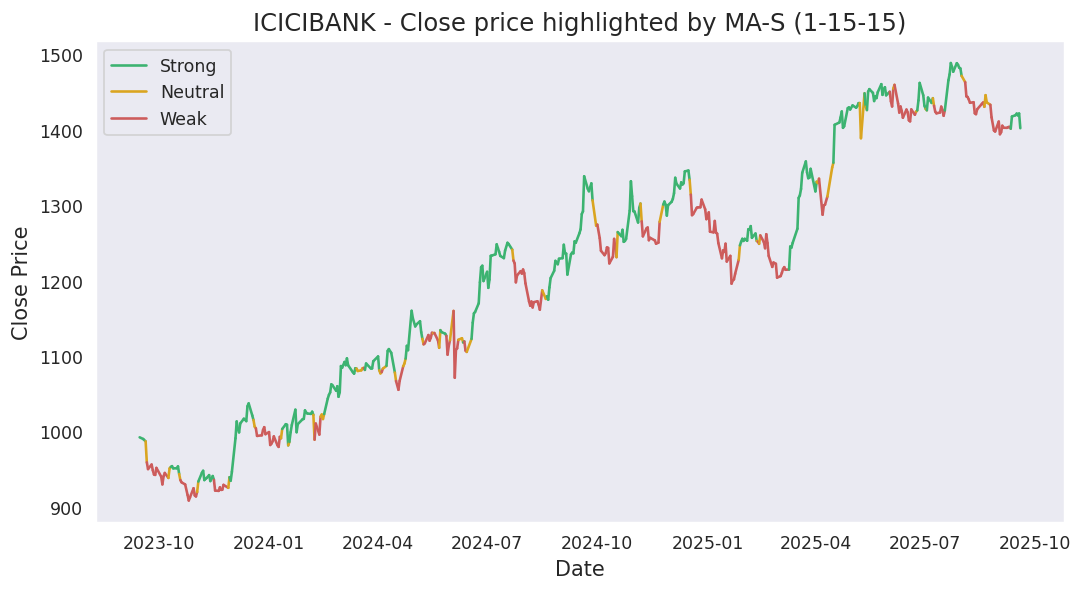 ICICIBANK - Close price highlighted by MA-S (1-15-15)
Strong
Neutral
Weak
Close Price
1500
1400
1300
1200
1100
1000
900
2023-10 2024-01 2024-04 2024-07 2024-10 2025-01 2025-04 2025-07 2025-10
Date